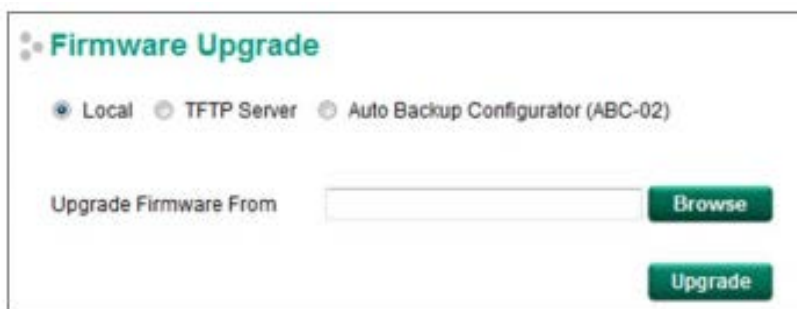 Firmware Upgrade
Local TFTP Server Auto Backup Configurator (ABC-02)
Upgrade Firmware From Browse
Upgrade